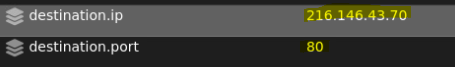 destination.ip 216.146.43.70
destination.port 80